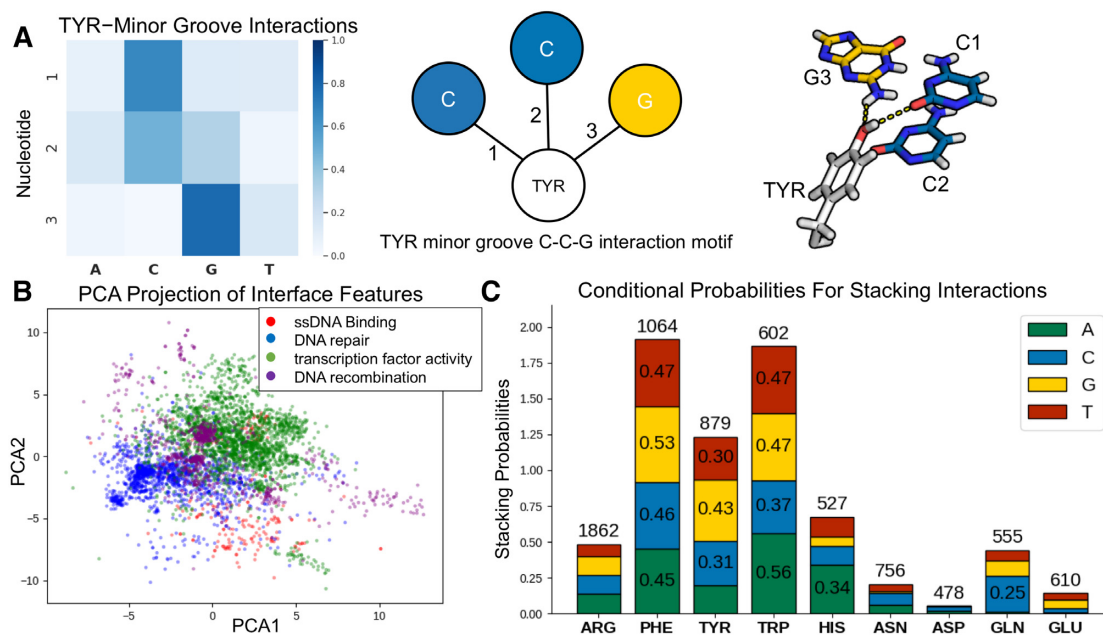 A
TYR−Minor Groove Interactions
Nucleotide
1
2
3
A C G T
1.0
0.8
0.6
0.4
0.2
0.0
C
C
G
1
2
3
TYR
TYR minor groove C-C-G interaction motif
G3
C1
C2
TYR
B
PCA Projection of Interface Features
ssDNA Binding
DNA repair
transcription factor activity
DNA recombination
PCA2
10
5
0
−5
−10
−5 0 5 10
PCA1
C
Conditional Probabilities For Stacking Interactions
Stacking Probabilities
2.00
1.75
1.50
1.25
1.00
0.75
0.50
0.25
0.00
1862
1064
0.47
0.53
0.46
0.45
879
0.30
0.43
0.31
602
0.47
0.47
0.37
0.56
527
0.34
756
478
555
0.25
610
A
C
G
T
ARG PHE TYR TRP HIS ASN ASP GLN GLU